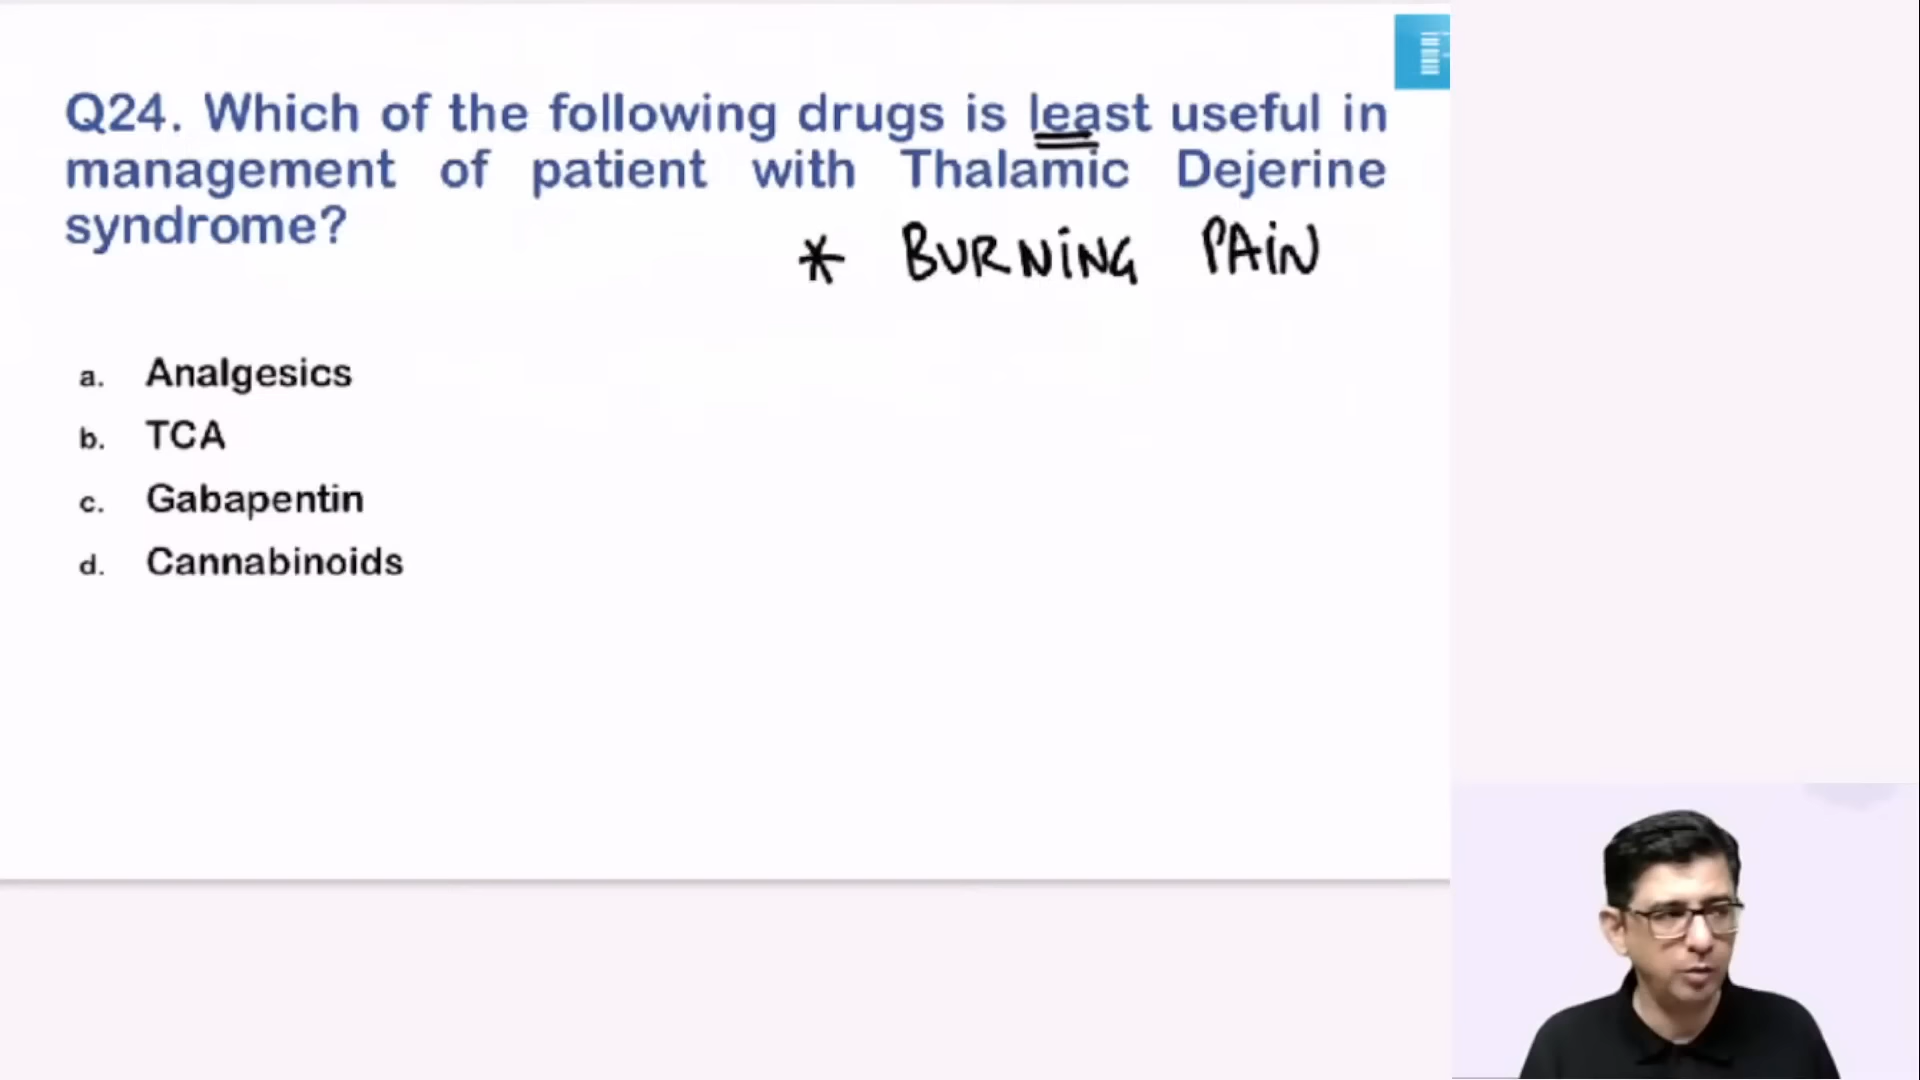 Q24. Which of the following drugs is least useful in
management of patient with Thalamic Dejerine
syndrome?
* BURNING PAIN
a. Analgesics
b. TCA
c. Gabapentin
d. Cannabinoids